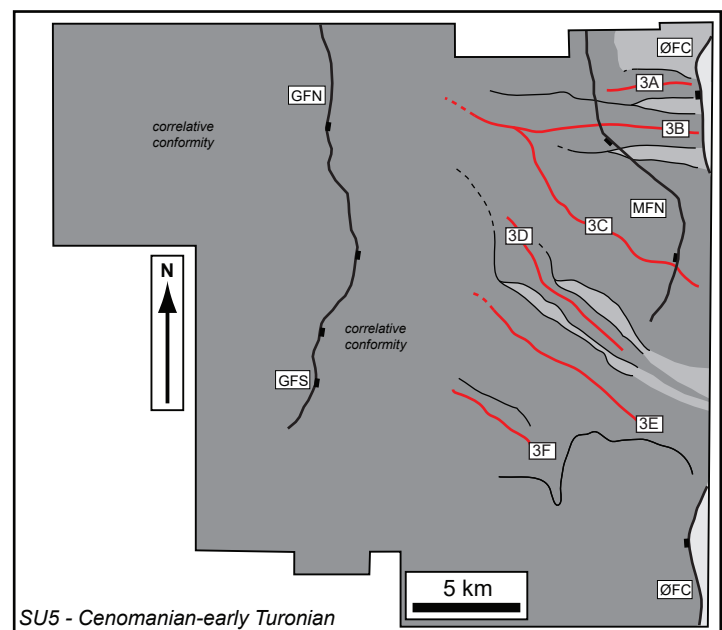 ØFC
3A
GFN
correlative
conformity
3B
MFN
3C
3D
N
correlative
conformity
GFS
3E
3F
5 km
ØFC
SU5 - Cenomanian-early Turonian